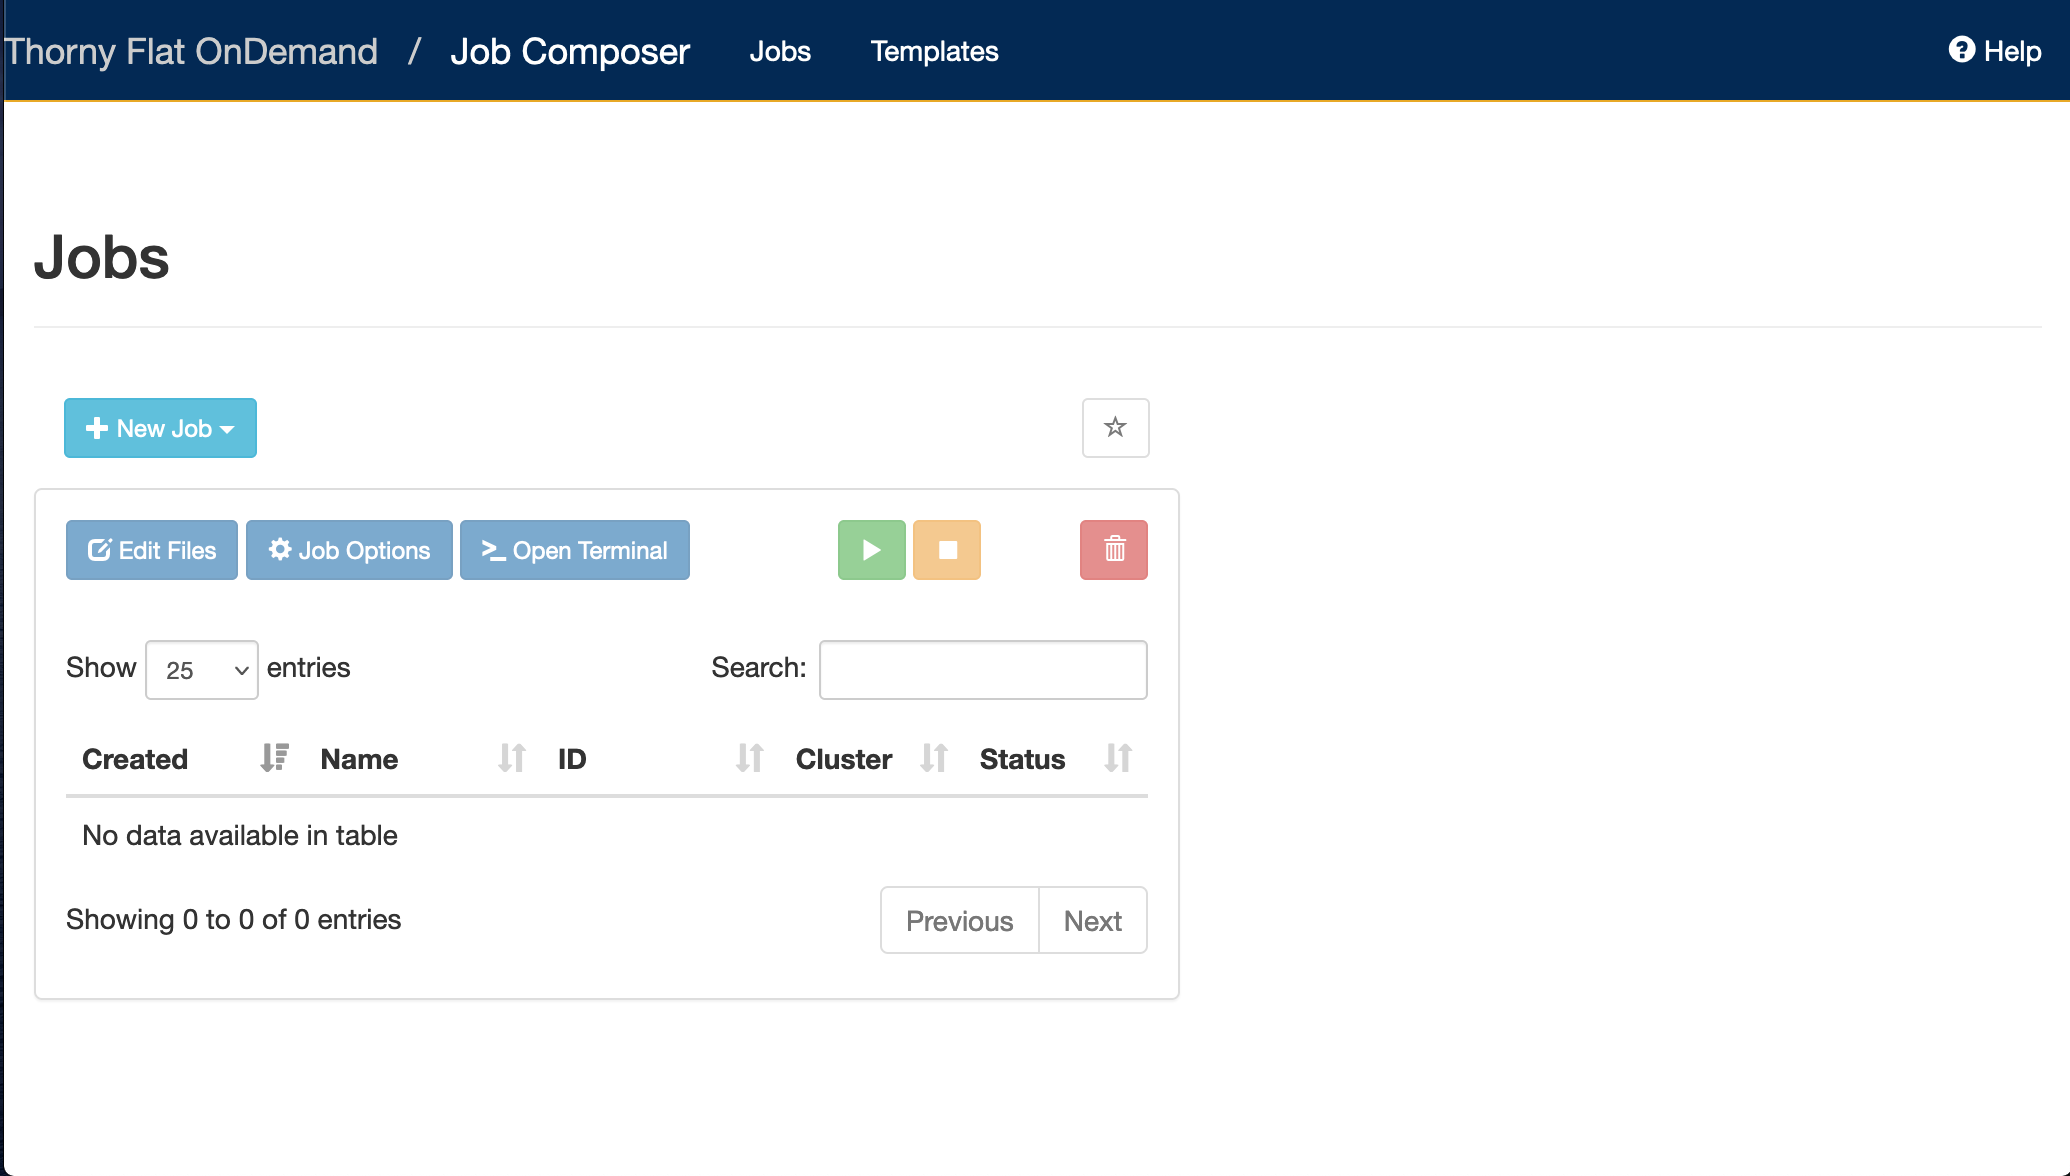 Thorny Flat OnDemand / Job Composer Jobs Templates Help
Jobs
New Job
Edit Files Job Options Open Terminal
Show 25 entries Search:
Created Name ID Cluster Status
No data available in table
Showing 0 to 0 of 0 entries Previous Next